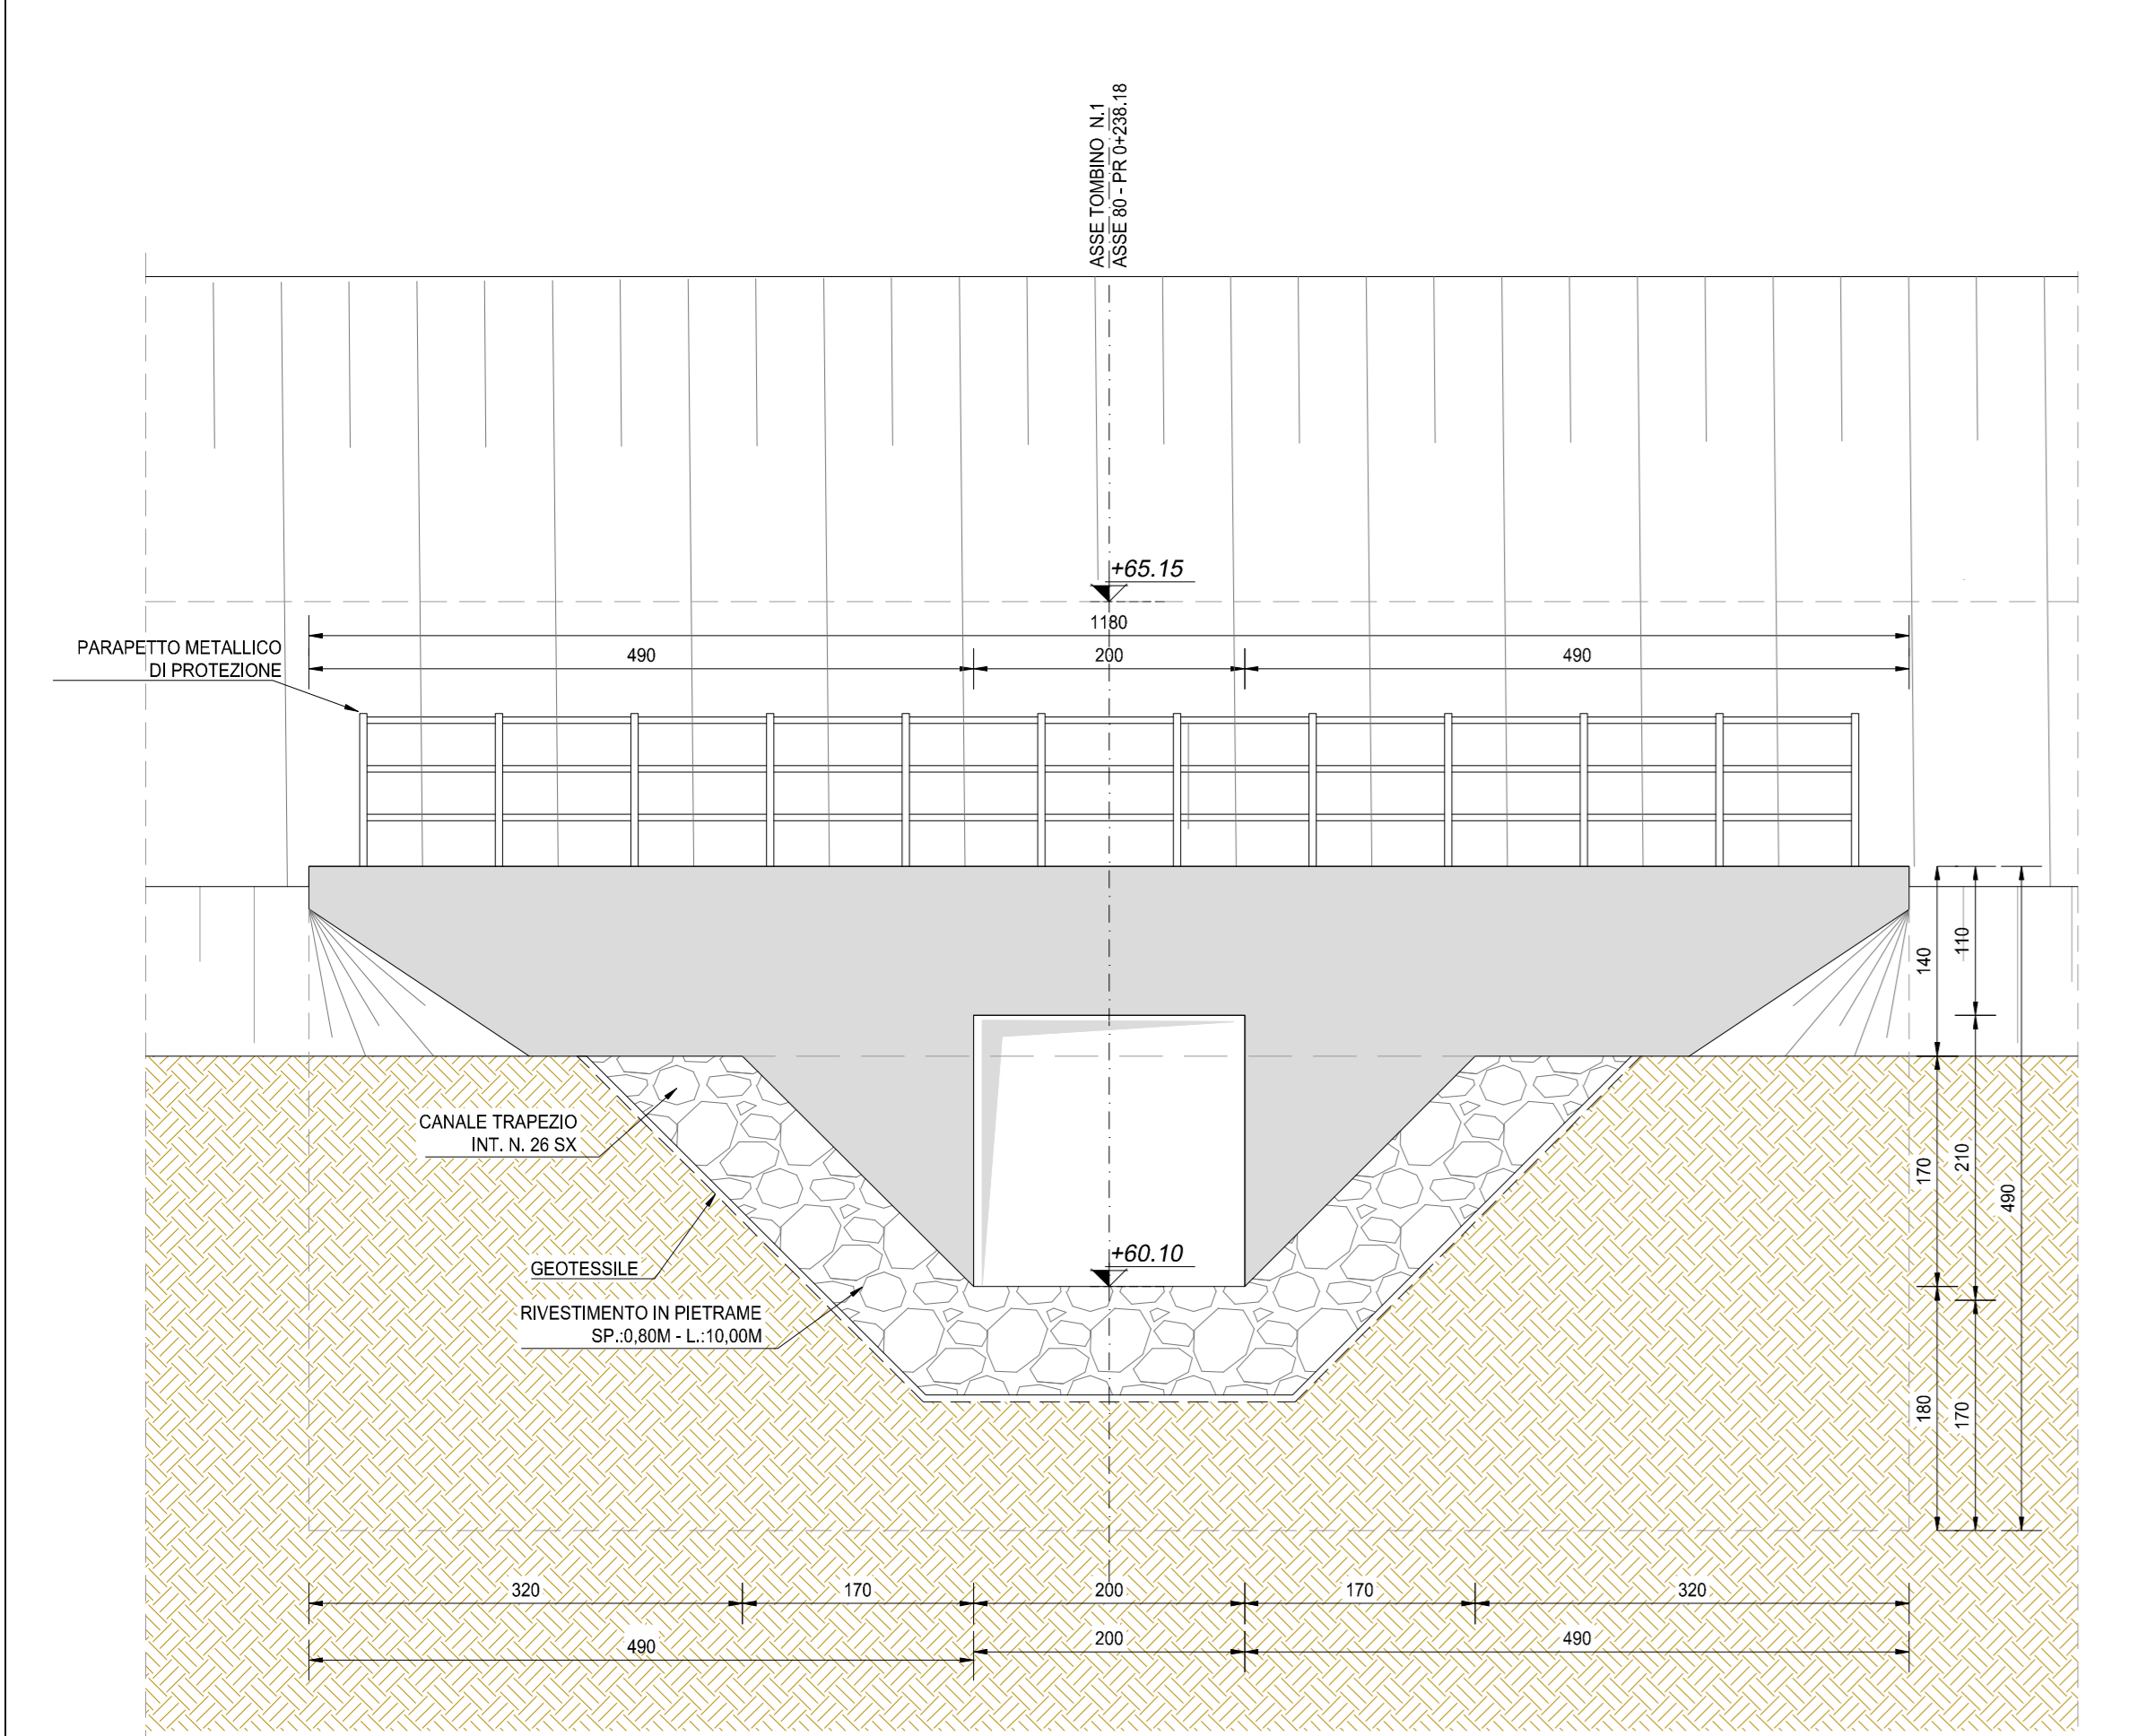 ASSE TOMBINO N.1
ASSE 80 - PR 0+238.18
+65.15
1180
PARAPETTO METALLICO
DI PROTEZIONE
490
200
490
140
110
CANALE TRAPEZIO
INT. N. 26 SX
170
210
490
GEOTESSILE
+60.10
RIVESTIMENTO IN PIETRAME
SP.:0,80M - L.:10,00M
180
170
320
170
200
170
320
490
200
490